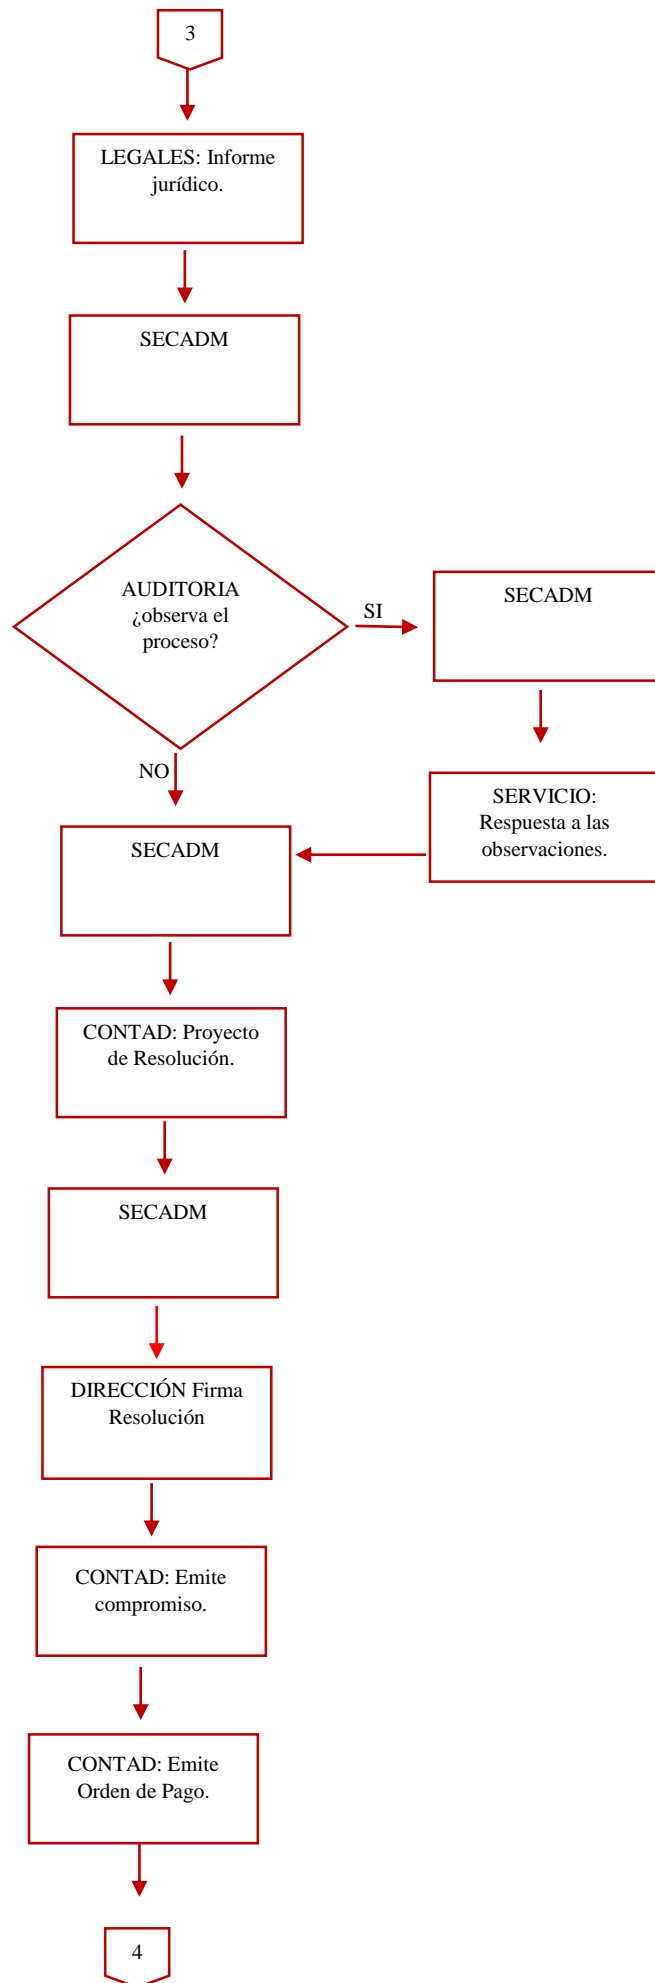 3
LEGALES: Informe
jurídico.
SECADM
AUDITORIA
¿observa el
proceso?
SI
SECADM
NO
SERVICIO:
Respuesta a las
observaciones.
SECADM
CONTAD: Proyecto
de Resolución.
SECADM
DIRECCIÓN Firma
Resolución
CONTAD: Emite
compromiso.
CONTAD: Emite
Orden de Pago.
4